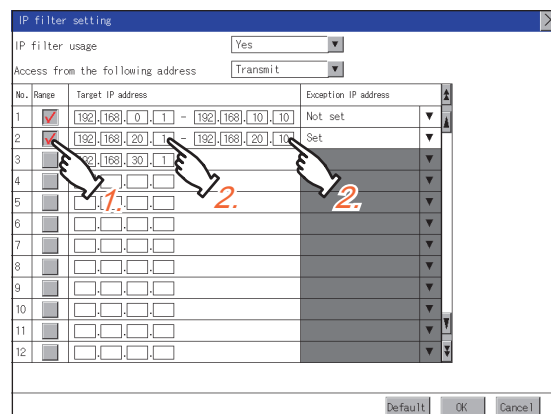 IP filter setting
IP filter usage Yes ▼
Access from the following address Transmit ▼
No. Range Target IP address Exception IP address
1 192.168. 0. 1 - 192.168. 10. 10 Not set ▼
2 192.168. 20. 1 - 192.168. 20. 10 Set ▼
3 192.168. 30. 1 ▼
1. 2. 2.
4 . . . ▼
5 . . . ▼
6 . . . ▼
7 . . . ▼
8 . . . ▼
9 . . . ▼
10 . . . ▼
11 . . . ▼
12 . . . ▼
Default OK Cancel